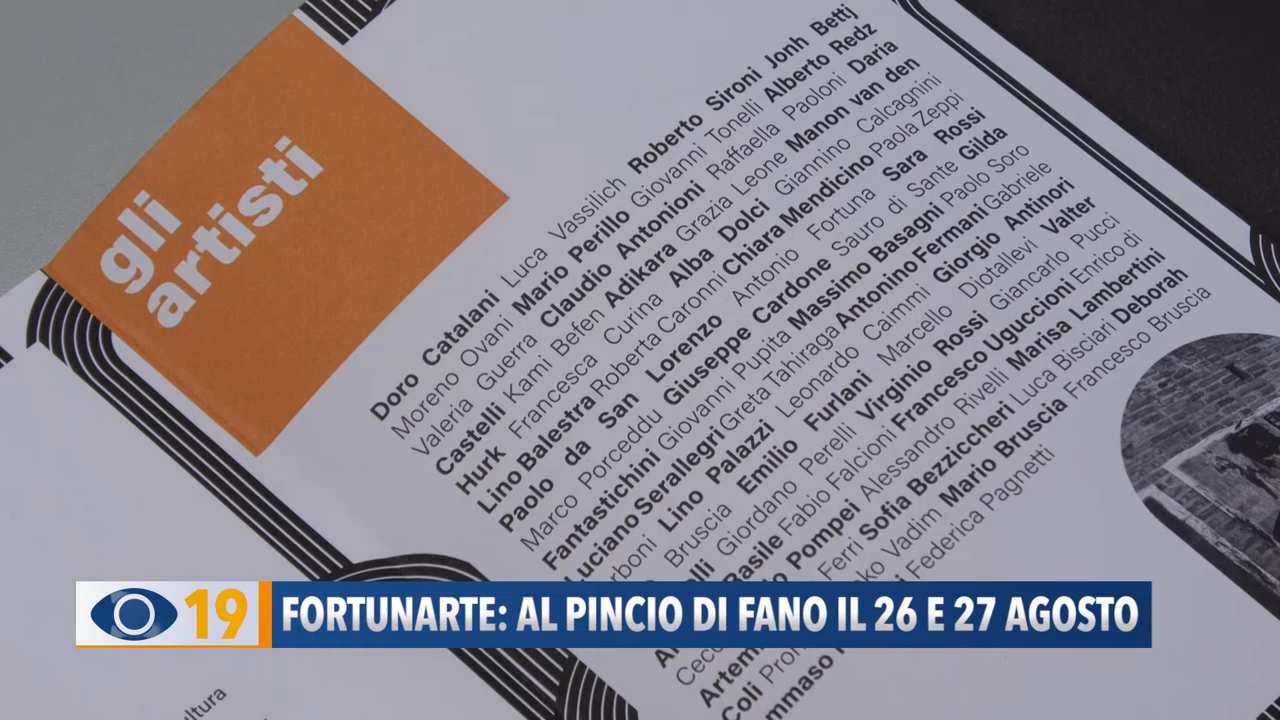 gli
artisti
Doro Catalani Luca Vassilich Roberto Sironi Jonh Bettj
Moreno Ovani Mario Perillo Giovanni Tonelli Alberto Redz
Valeria Guerra Claudio Antonioni Raffaella Paoloni Daria
Castelli Kami Befen Adikara Grazia Leone Manon van den
Hurk Francesca Curina Alba Dolci Giannino Calcagnini
Lino Balestra Roberta Caronni Chiara Mendicino Paola Zeppi
Paolo da San Lorenzo Antonio Fortuna Sara Rossi
Marco Porceddu Giuseppe Cardone Sauro di Sante Gilda
Fantastichini Giovanni Pupita Massimo Basagni Paolo Soro
Luciano Serallegri Greta Tahiraga Antonino Fermani Gabriele
Lino Palazzi Leonardo Caimmi Giorgio Antinori
Bruscia Emilio Furlani Marcello Diotallevi Valter
Giordano Perelli Virginio Rossi Giancarlo Pucci
Fabio Falcioni Francesco Uguccioni Enrico di
Pompei Alessandro Rivelli Marisa Lambertini
Ferri Sofia Bezziccheri Luca Bisciari Deborah
Vadim Mario Bruscia Francesco Bruscia
Coli Federica Pagnetti
19 FORTUNARTE: AL PINCIO DI FANO IL 26 E 27 AGOSTO